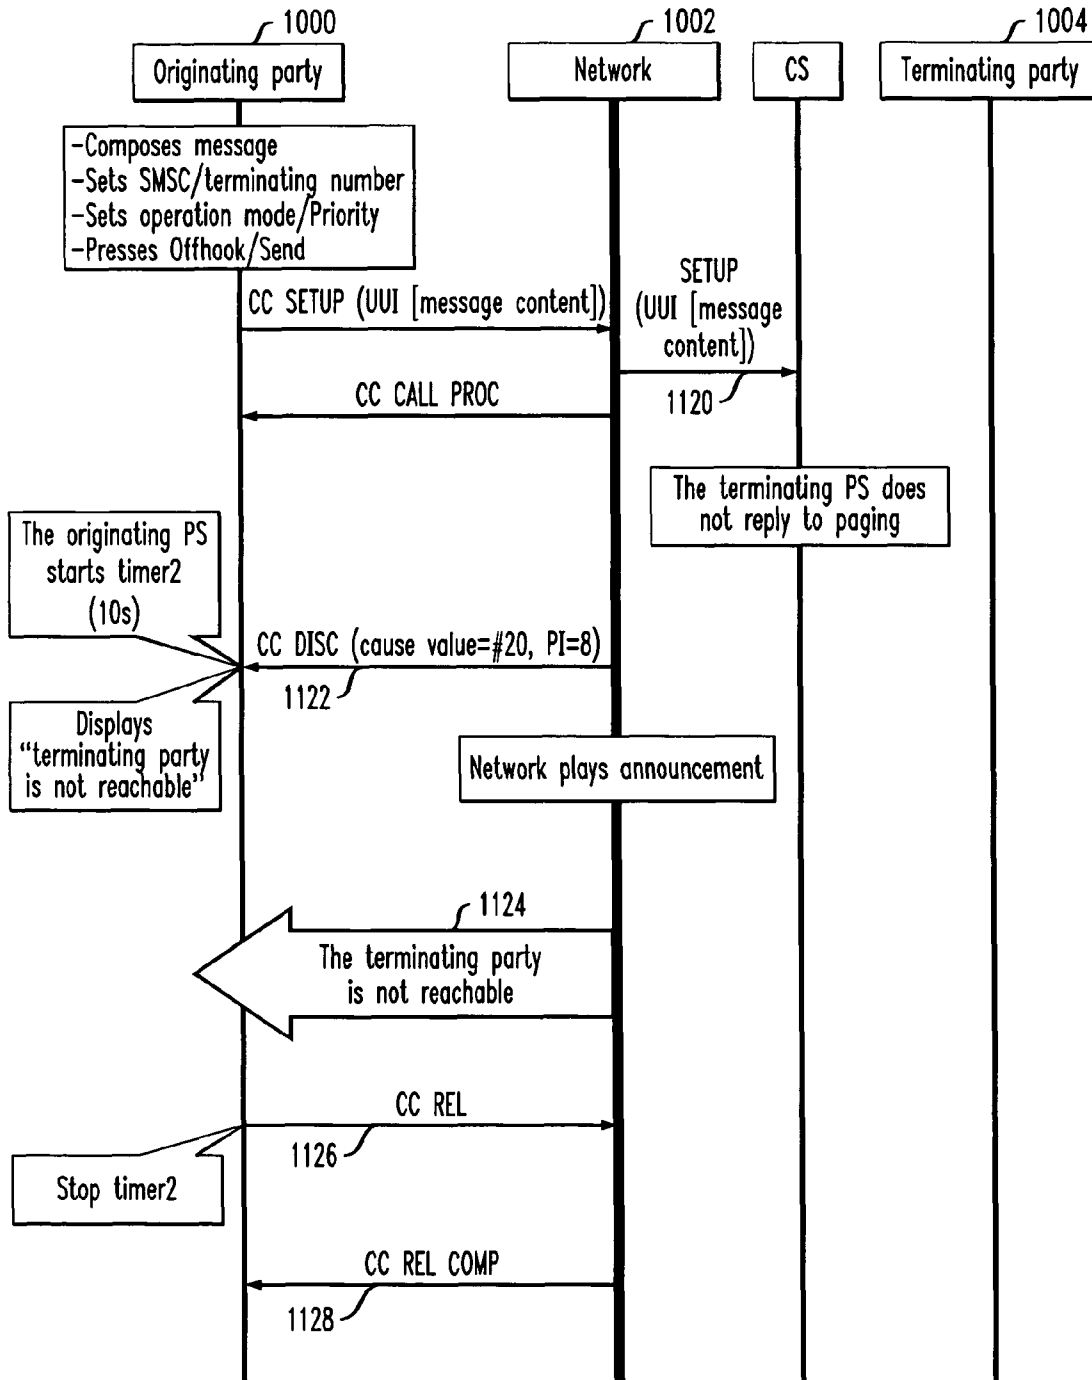 1000
1002
1004
Originating party
Network
CS
Terminating party
-Composes message
-Sets SMSC/terminating number
-Sets operation mode/Priority
-Presses Offhook/Send
CC SETUP (UUI [message content])
SETUP
(UUI [message
content])
1120
CC CALL PROC
The terminating PS does
not reply to paging
The originating PS
starts timer2
(10s)
CC DISC (cause value=#20, PI=8)
1122
Displays
“terminating party
is not reachable”
Network plays announcement
1124
The terminating party
is not reachable
CC REL
1126
Stop timer2
CC REL COMP
1128